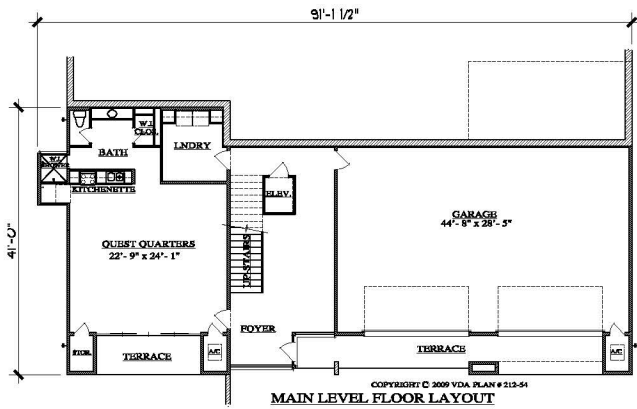 91'-1 1/2"
41'-0"
W.I.
CLOS.
BATH
LNDRY
W.I.
SHOWER
KITCHENETTE
ELEV.
GARAGE
44'- 8" x 28'- 5"
QUEST QUARTERS
22'- 9" x 24'- 1"
UP-STAIRS
FOYER
STOR.
TERRACE
A/C
TERRACE
A/C
COPYRIGHT © 2009 VDA PLAN # 212-54
MAIN LEVEL FLOOR LAYOUT